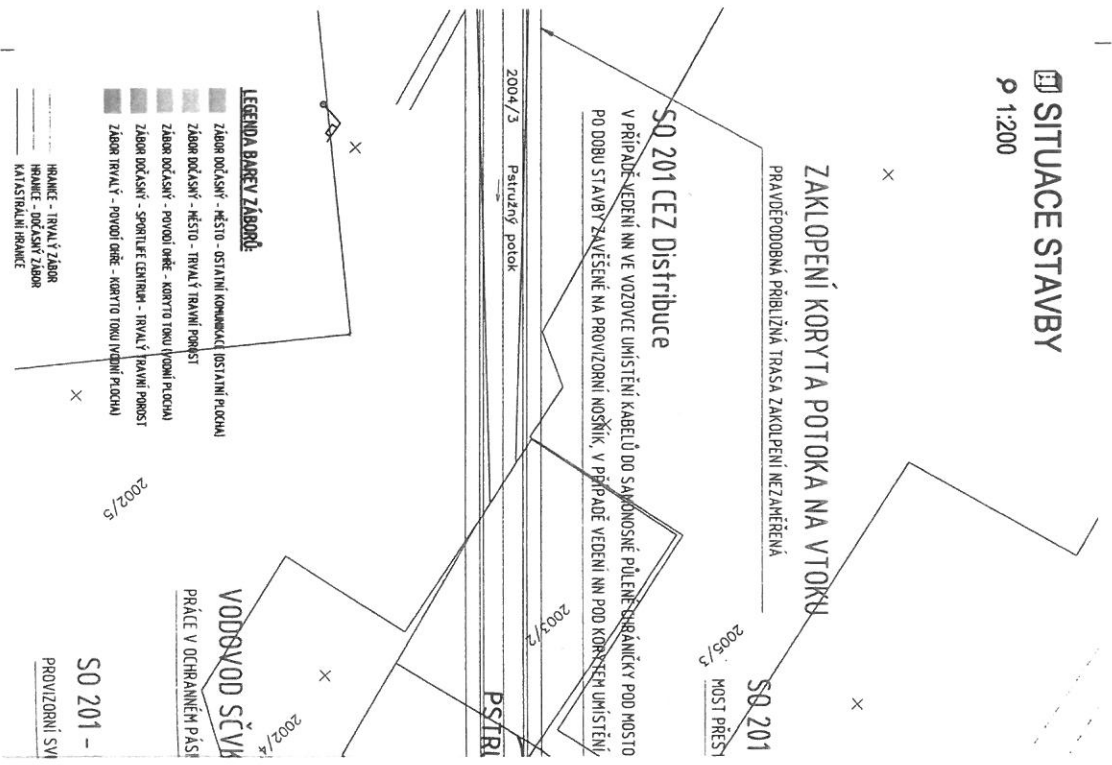 SITUACE STAVBY
1:200
ZAKLOPENÍ KORYTA POTOKA NA VTOKU
PRAVDĚPODOBNÁ PŘIBLIŽNÁ TRASA ZAKOLPENÍ NEZAMĚŘENÁ
2005/3
SO 201
MOST PŘES
SO 201 ČEZ Distribuce
V PŘÍPADĚ VEDENÍ NN VE VOZOVCE UMÍSTĚNÍ KABELŮ DO SAMONOSNÉ PŮLENÉ CHRÁNIČKY POD MOSTO
PO DOBU STAVBY ZAVĚŠENÉ NA PROVIZORNÍ NOSNÍK, V PŘÍPADĚ VEDENÍ NN POD KORYTEM UMÍSTĚNÍ
2003/2
2004/3 Pstružný potok
PSTRU
LEGENDA BAREV ZÁBORŮ:
ZÁBOR DOČASNÝ - MĚSTO - OSTATNÍ KOMUNIKACE (OSTATNÍ PLOCHA)
ZÁBOR DOČASNÝ - MĚSTO - TRVALÝ TRAVNÍ POROST
ZÁBOR DOČASNÝ - POVODÍ OHŘE - KORYTO TOKU (VODNÍ PLOCHA)
ZÁBOR DOČASNÝ - SPORTLIFE CENTRUM - TRVALÝ TRAVNÍ POROST
ZÁBOR TRVALÝ - POVODÍ OHŘE - KORYTO TOKU (VODNÍ PLOCHA)
HRANICE - TRVALÝ ZÁBOR
HRANICE - DOČASNÝ ZÁBOR
KATASTRÁLNÍ HRANICE
2002/5
VODOVOD SČVK
PRÁCE V OCHRANNÉM PÁSM
2002/4
SO 201 -
PROVIZORNÍ SV